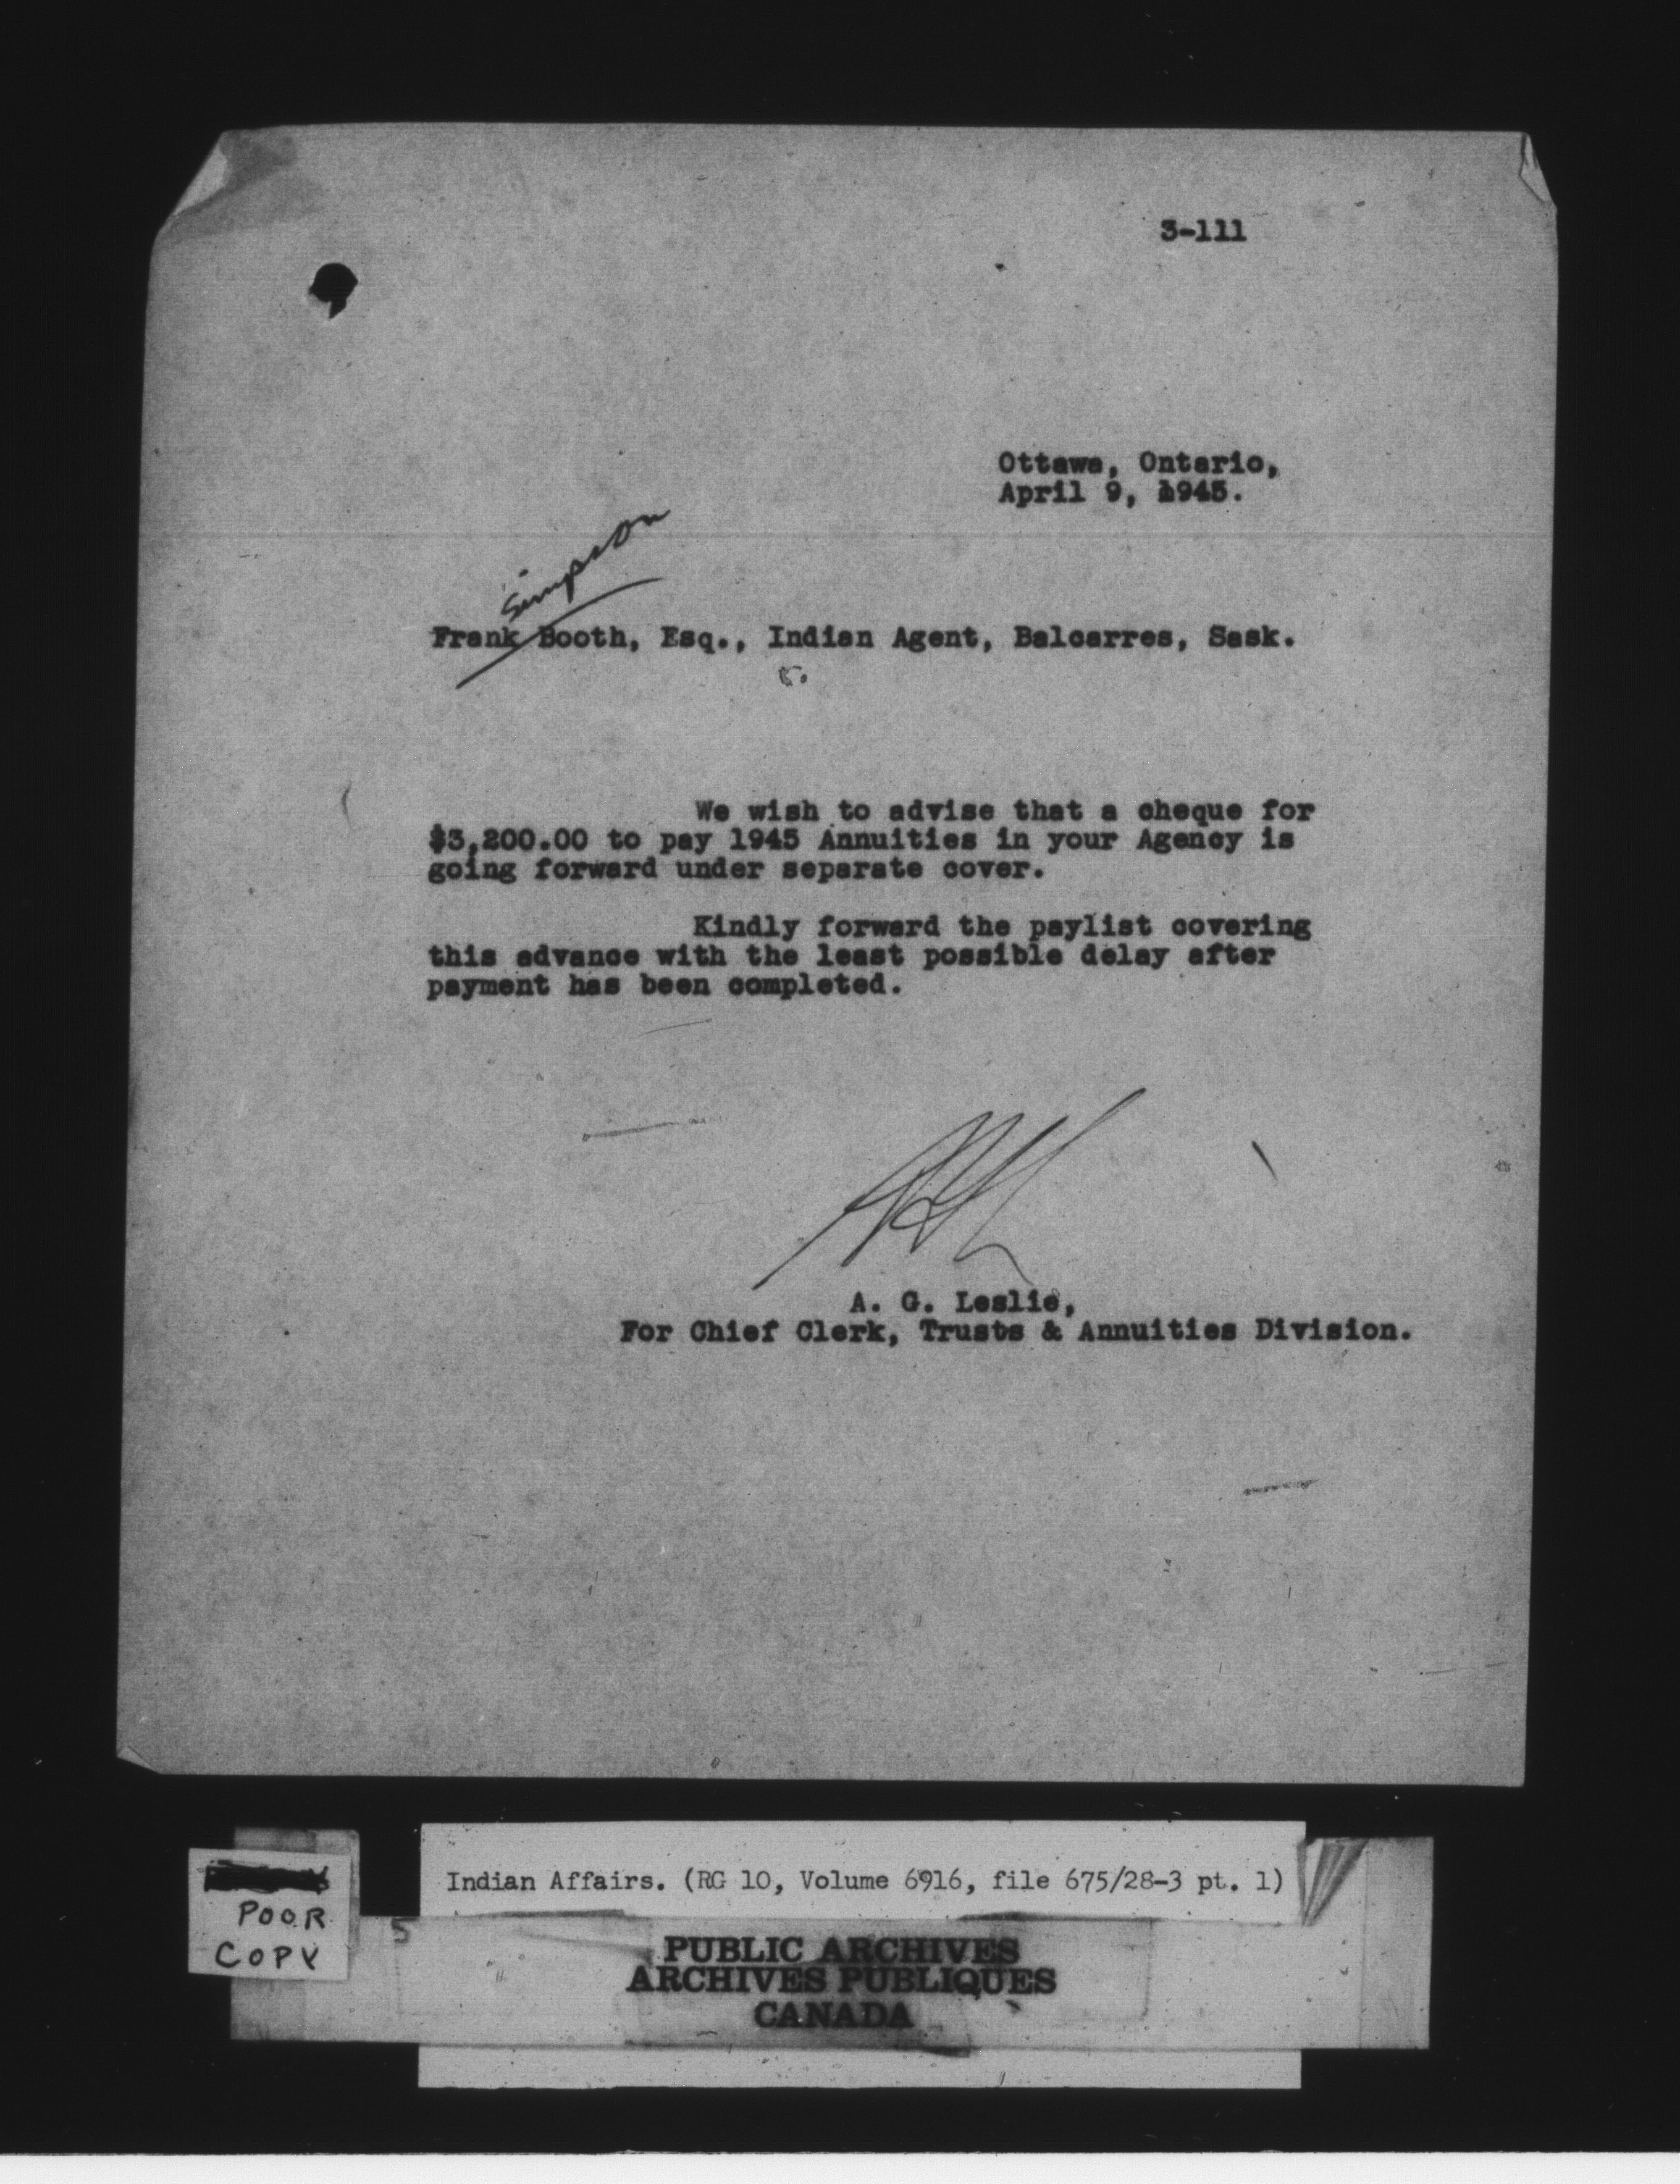 3-111
Ottawa, Ontario,
April 9, 1945.
Simpson
Frank Booth, Esq., Indian Agent, Balcarres, Sask.
We wish to advise that a cheque for
$3,200.00 to pay 1945 Annuities in your Agency is
going forward under separate cover.
Kindly forward the paylist covering
this advance with the least possible delay after
payment has been completed.
A. G. Leslie,
For Chief Clerk, Trusts & Annuities Division.
Indian Affairs. (RG 10, Volume 6916, file 675/28-3 pt. 1)
POOR
COPY
5
PUBLIC ARCHIVES
ARCHIVES PUBLIQUES
CANADA